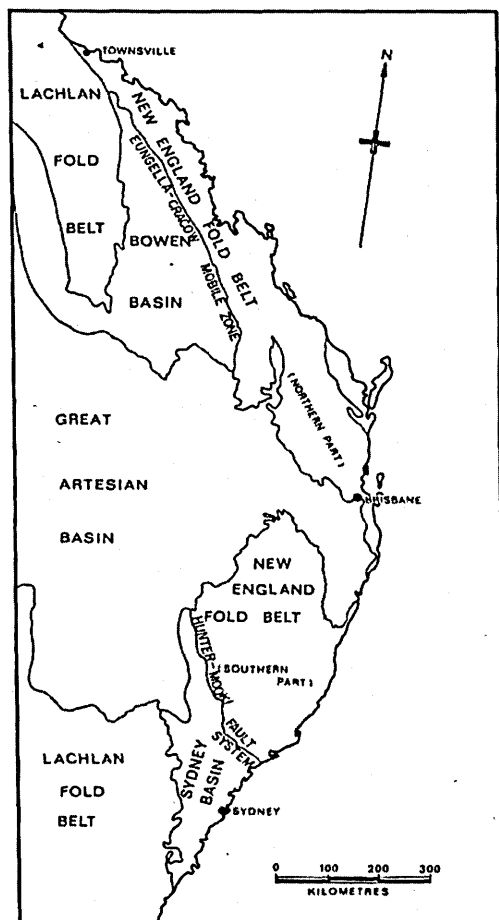 TOWNSVILLE
N
LACHLAN
FOLD
BELT
NEW ENGLAND FOLD BELT
EUNGELLA-CRACOW MOBILE ZONE
BOWEN
BASIN
(NORTHERN PART)
GREAT
ARTESIAN
BASIN
BRISBANE
NEW
ENGLAND
FOLD BELT
(SOUTHERN
PART)
HUNTER-MOOKI
FAULT
SYSTEM
SYDNEY
BASIN
LACHLAN
FOLD
BELT
SYDNEY
0 100 200 300
KILOMETRES